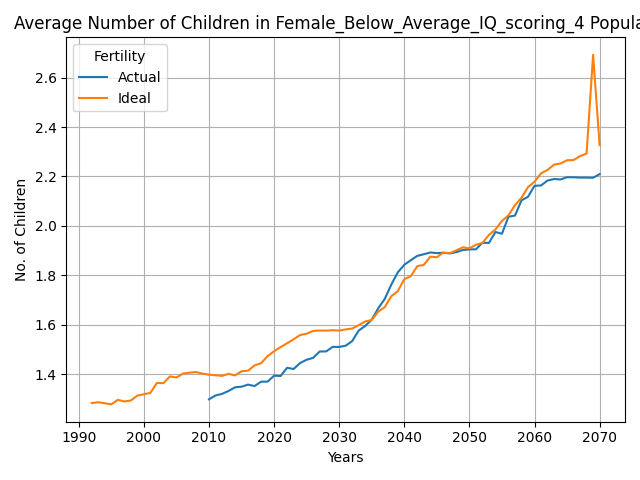 Average Number of Children in Female_Below_Average_IQ_scoring_4 Popula
Fertility
Actual
Ideal
No. of Children
2.6
2.4
2.2
2.0
1.8
1.6
1.4
1990 2000 2010 2020 2030 2040 2050 2060 2070
Years